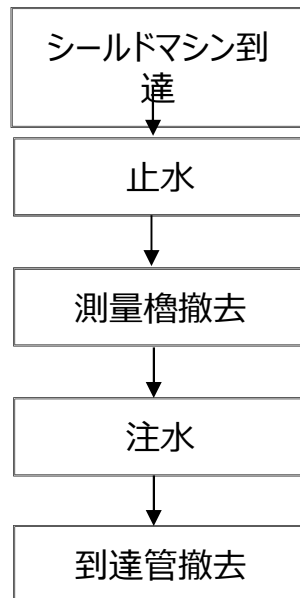 シールドマシン到
達
止水
測量櫓撤去
注水
到達管撤去